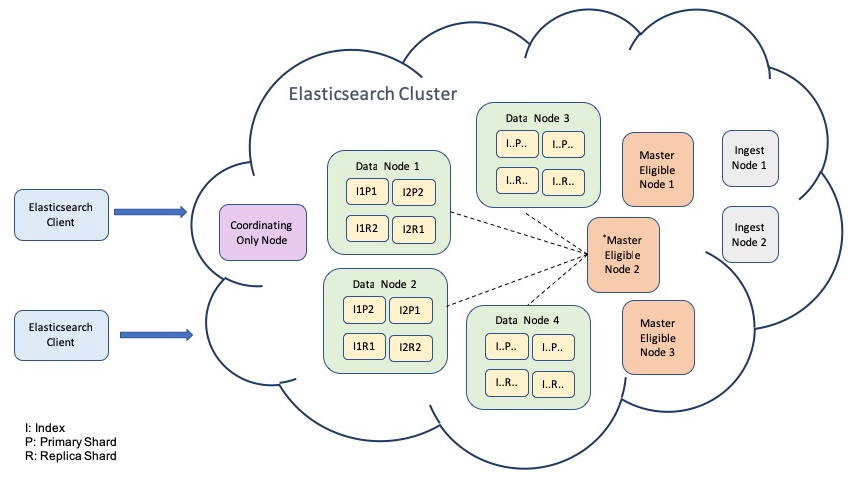 Elasticsearch Cluster
Elasticsearch
Client
Elasticsearch
Client
Coordinating
Only Node
Data Node 1
I1P1 I2P2
I1R2 I2R1
Data Node 2
I1P2 I2P1
I1R1 I2R2
Data Node 3
I..P.. I..P..
I..R.. I..R..
Data Node 4
I..P.. I..P..
I..R.. I..R..
Master
Eligible
Node 1
*Master
Eligible
Node 2
Master
Eligible
Node 3
Ingest
Node 1
Ingest
Node 2
I: Index
P: Primary Shard
R: Replica Shard